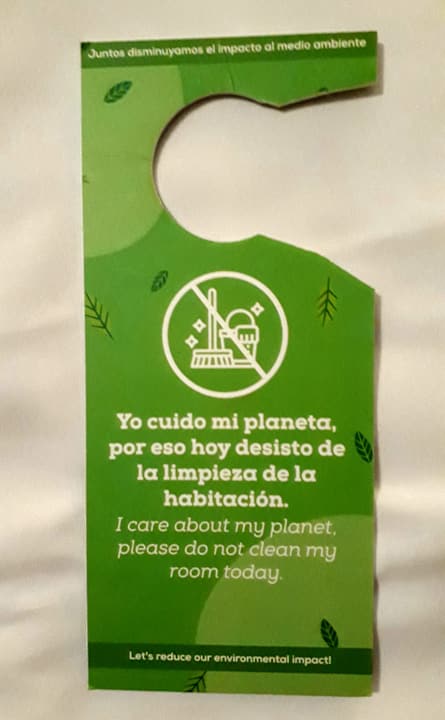 Juntos disminuyamos el impacto al medio ambiente
Yo cuido mi planeta,
por eso hoy desisto de
la limpieza de la
habitación.
I care about my planet,
please do not clean my
room today.
Let's reduce our environmental impact!